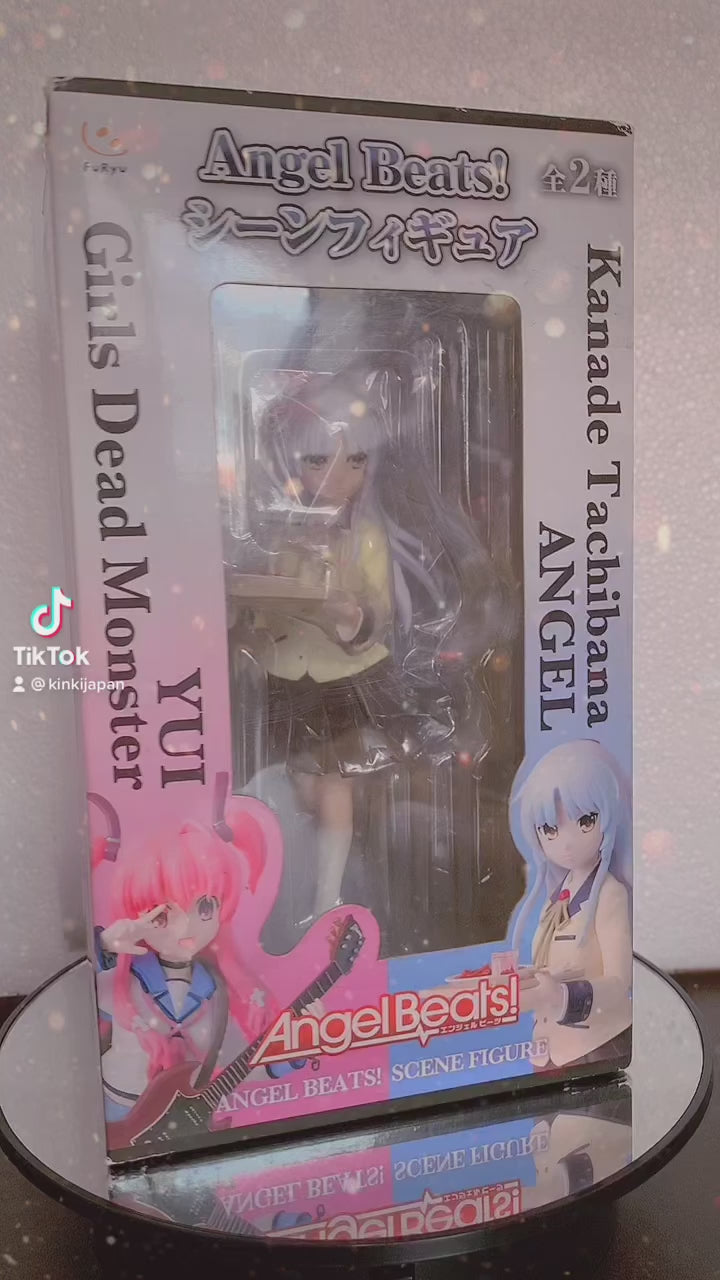 FuRyu
Angel Beats!
全2種
シーンフィギュア
Girls Dead Monster
YUI
Kanade Tachibana
ANGEL
TikTok
@kinkijapan
Angel Beats!
エンジェル ビーツ!
ANGEL BEATS! SCENE FIGURE